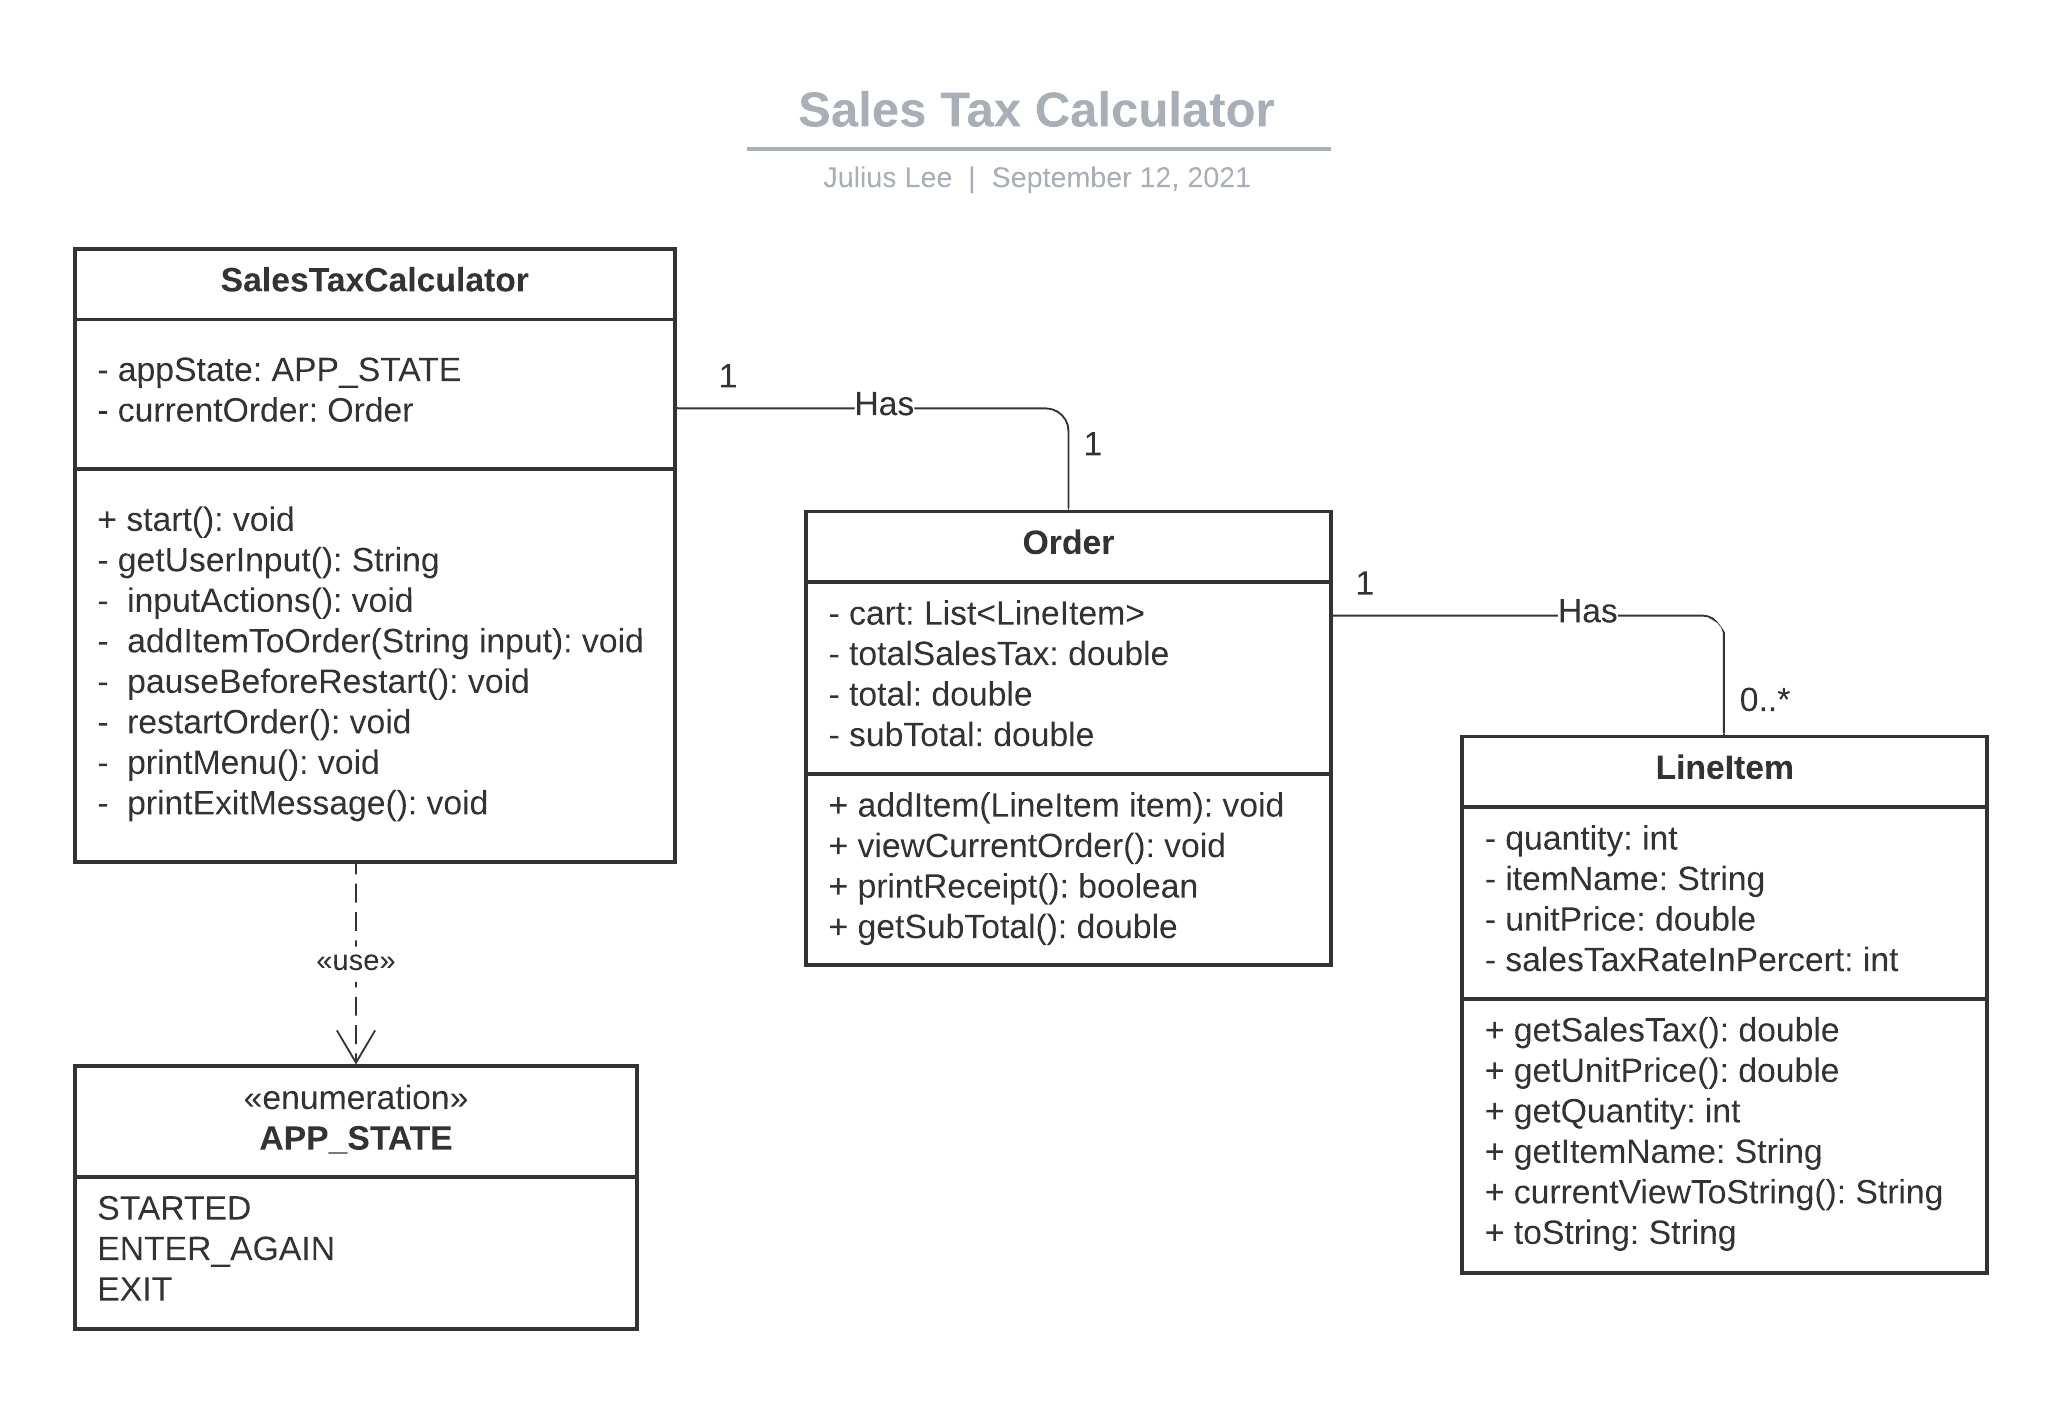 Sales Tax Calculator
Julius Lee | September 12, 2021
SalesTaxCalculator
- appState: APP_STATE
- currentOrder: Order
+ start(): void
- getUserInput(): String
- inputActions(): void
- addItemToOrder(String input): void
- pauseBeforeRestart(): void
- restartOrder(): void
- printMenu(): void
- printExitMessage(): void
1
Has
1
Order
- cart: List<LineItem>
- totalSalesTax: double
- total: double
- subTotal: double
+ addItem(LineItem item): void
+ viewCurrentOrder(): void
+ printReceipt(): boolean
+ getSubTotal(): double
1
Has
0..*
LineItem
- quantity: int
- itemName: String
- unitPrice: double
- salesTaxRateInPercert: int
+ getSalesTax(): double
+ getUnitPrice(): double
+ getQuantity: int
+ getItemName: String
+ currentViewToString(): String
+ toString: String
«use»
«enumeration»
APP_STATE
STARTED
ENTER_AGAIN
EXIT